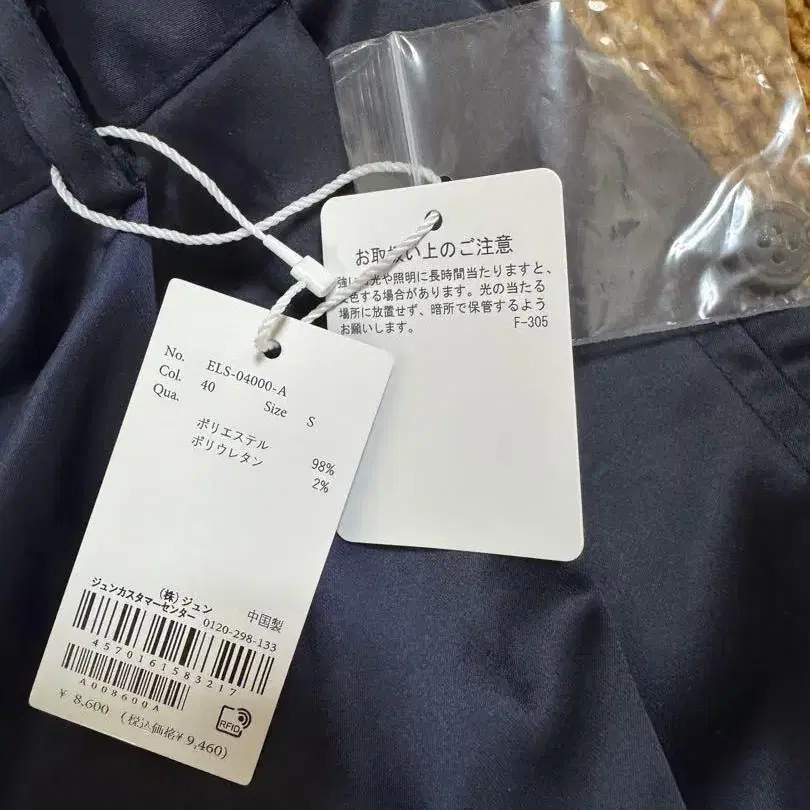 お取扱い上のご注意
強い 光や照明に長時間当たりますと、
色する場合があります。光の当たる
場所に放置せず、暗所で保管するよう
お願いします。
F-305
No. ELS-04000-A
Col. 40 Size S
Qua.
ポリエステル 98%
ポリウレタン 2%
(株)ジュン 中国製
ジュンカスタマーセンター 0120-298-133
4570161583217
A008600A
¥ 8,600 (税込価格¥ 9,460)
RFID